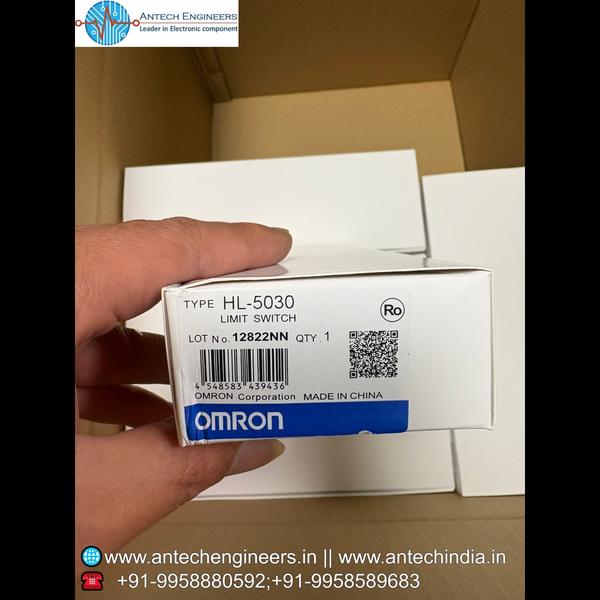 Antech Engineers
Leader in Electronic component
TYPE HL-5030
LIMIT SWITCH
Ro
LOT No. 12822NN QTY. 1
4 548583 439436
OMRON Corporation MADE IN CHINA
OMRON
www.antechengineers.in || www.antechindia.in
+91-9958880592;+91-9958589683